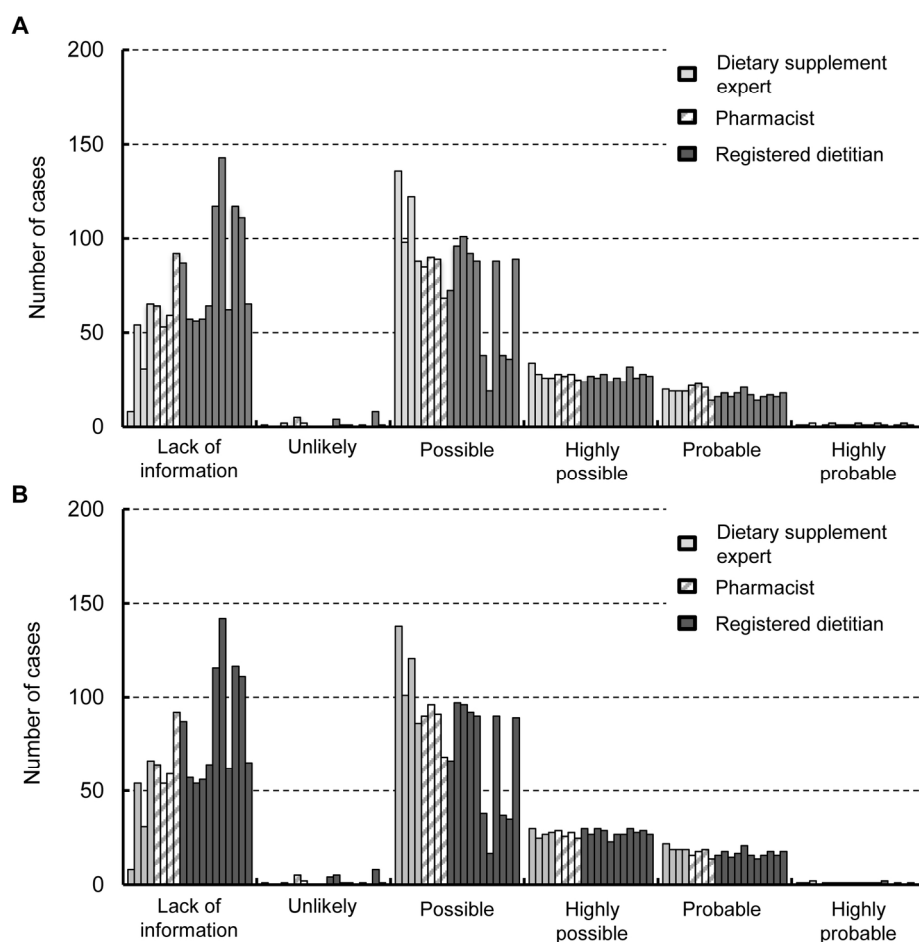 A
200
150
100
50
0
Number of cases
Dietary supplement
expert
Pharmacist
Registered dietitian
Lack of
information
Unlikely
Possible
Highly
possible
Probable
Highly
probable
B
200
150
100
50
0
Number of cases
Dietary supplement
expert
Pharmacist
Registered dietitian
Lack of
information
Unlikely
Possible
Highly
possible
Probable
Highly
probable